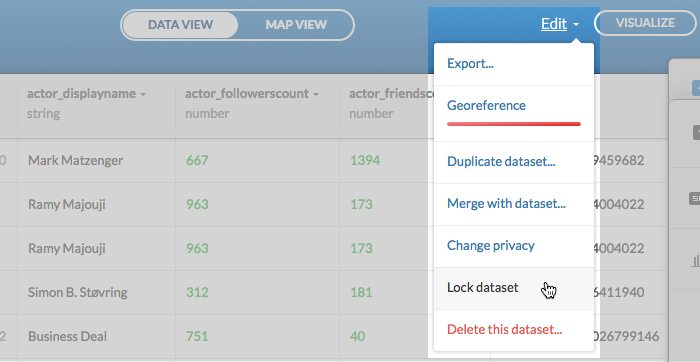 DATA VIEW MAP VIEW Edit VISUALIZE
Export...
Georeference
Duplicate dataset...
Merge with dataset...
Change privacy
Lock dataset
Delete this dataset...
actor_displayname actor_followerscount actor_friendsc
string number number
0 Mark Matzenger 667 1394 9459682
Ramy Majouji 963 173 4004022
Ramy Majouji 963 173 4004022
Simon B. Støvring 312 181 6411940
2 Business Deal 751 40 026799146